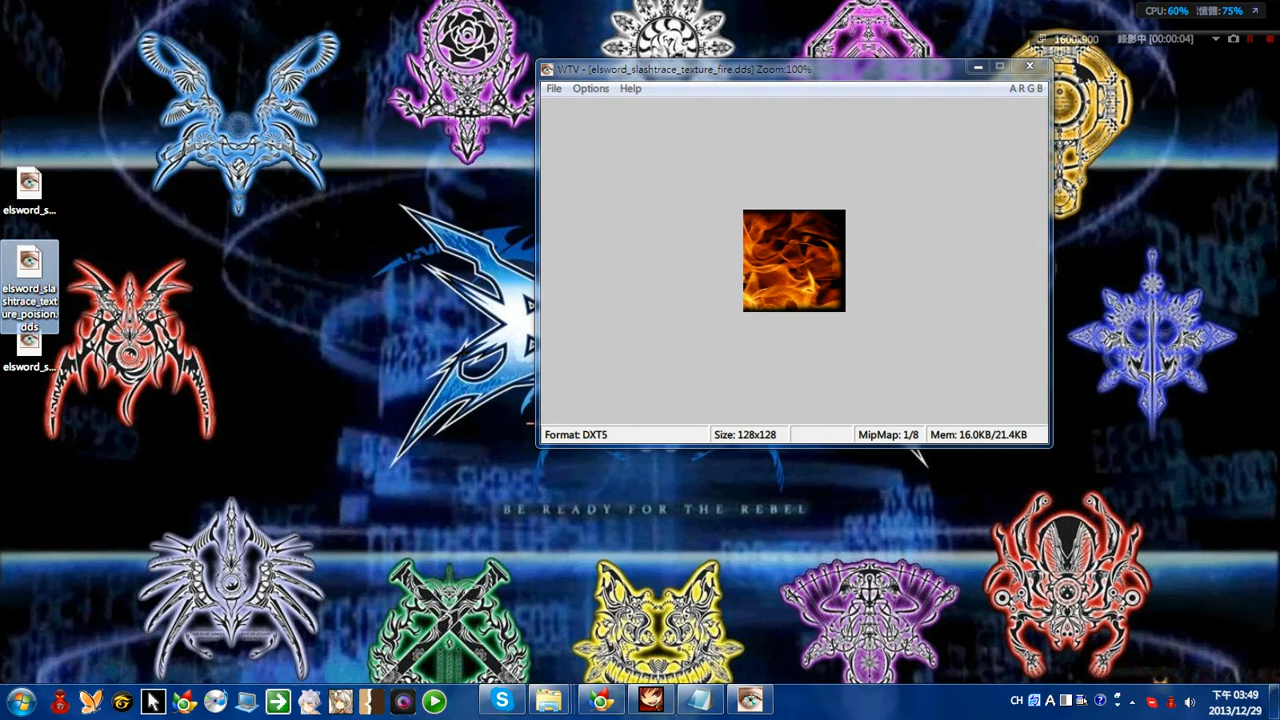 CPU:60% 憶體:75%
1600x900 錄影中 [00:00:04]
WTV - [elsword_slashtrace_texture_fire.dds] Zoom:100%
File Options Help
A R G B
elsword_s...
elsword_sla
shtrace_text
ure_poision.
dds
elsword_s...
Format: DXT5
Size: 128x128
MipMap: 1/8
Mem: 16.0KB/21.4KB
BE READY FOR THE REBEL
CH
A
下午 03:49
2013/12/29